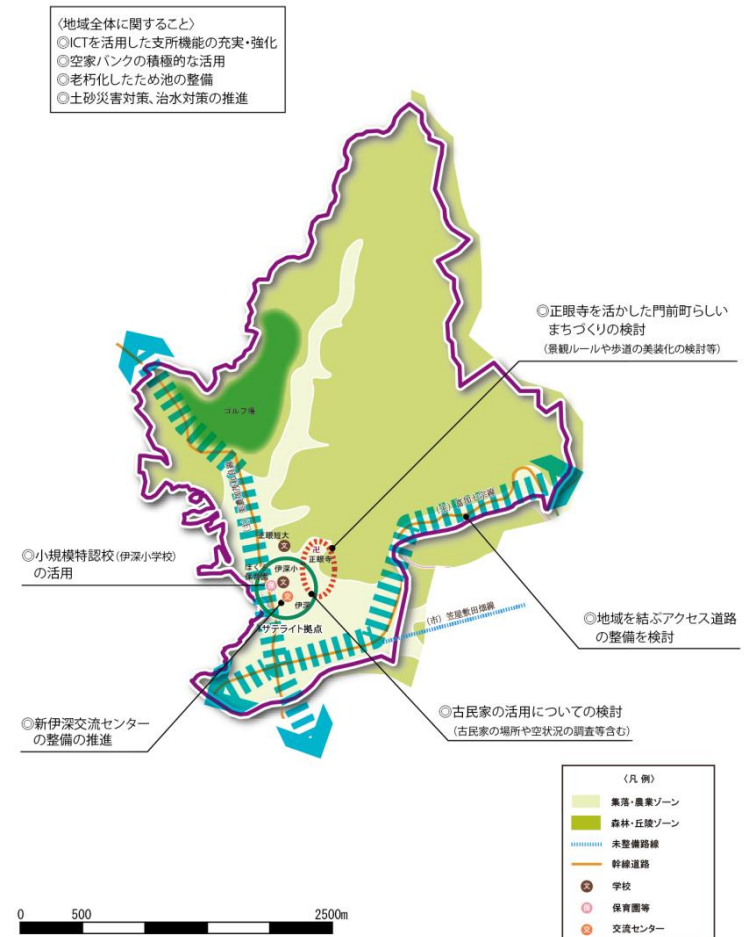 〈地域全体に関すること〉
◎ICTを活用した支所機能の充実・強化
◎空家バンクの積極的な活用
◎老朽化したため池の整備
◎土砂災害対策、治水対策の推進
◎正眼寺を活かした門前町らしい
まちづくりの検討
(景観ルールや歩道の美装化の検討等)
ゴルフ場
正眼短大
文
卍
正眼寺
伊深小
文
保
交
伊深
サテライト拠点
◎小規模特認校(伊深小学校)
の活用
(市)笠屋敷田畑線
◎地域を結ぶアクセス道路
の整備を検討
◎新伊深交流センター
の整備の推進
◎古民家の活用についての検討
(古民家の場所や空状況の調査等含む)
〈凡 例〉
集落・農業ゾーン
森林・丘陵ゾーン
未整備路線
幹線道路
文 学校
保 保育園等
交 交流センター
0 500 2500m